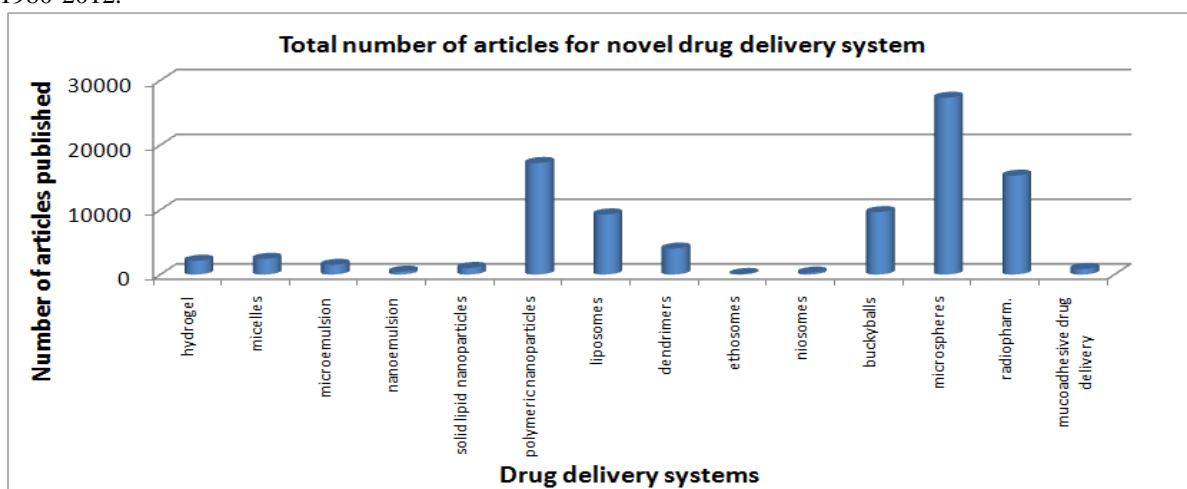 1980-2012.
Total number of articles for novel drug delivery system
Number of articles published
30000
20000
10000
0
hydrogel
micelles
microemulsion
nanoemulsion
solid lipid nanoparticles
polymeric nanoparticles
liposomes
dendrimers
ethosomes
niosomes
buckyballs
microspheres
radiopharm.
mucoadhesive drug
delivery
Drug delivery systems